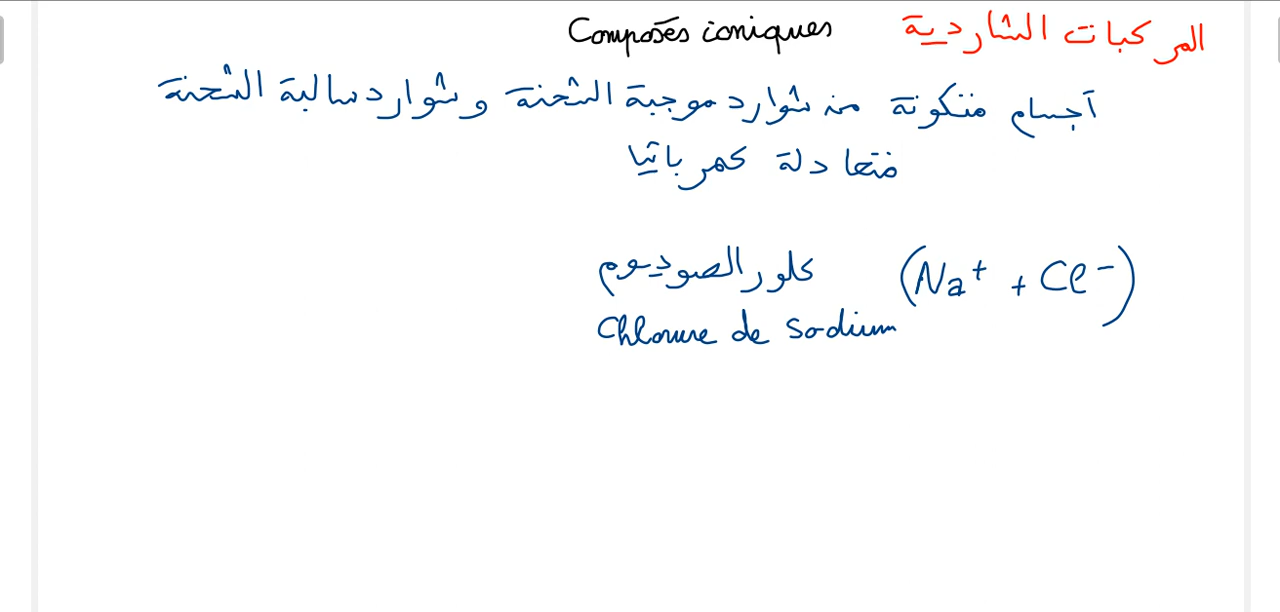 المركبات الشاردية Composés ioniques
أجسام متكونة من شوارد موجبة الشحنة و شوارد سالبة الشحنة
متعادلة كهربائيا
(Na⁺ + Cl⁻) كلور الصوديوم
Chlorure de Sodium